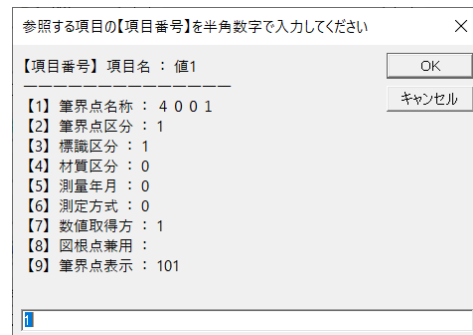 参照する項目の【項目番号】を半角数字で入力してください
【項目番号】 項目名 ： 値1
ーーーーーーーーーーーーーー
【1】 筆界点名称 ： ４００１
【2】 筆界点区分 ： 1
【3】 標識区分 ： 1
【4】 材質区分 ： 0
【5】 測量年月 ： 0
【6】 測定方式 ： 0
【7】 数値取得方 ： 1
【8】 図根点兼用 ：
【9】 筆界点表示 ： 101
OK
キャンセル
1